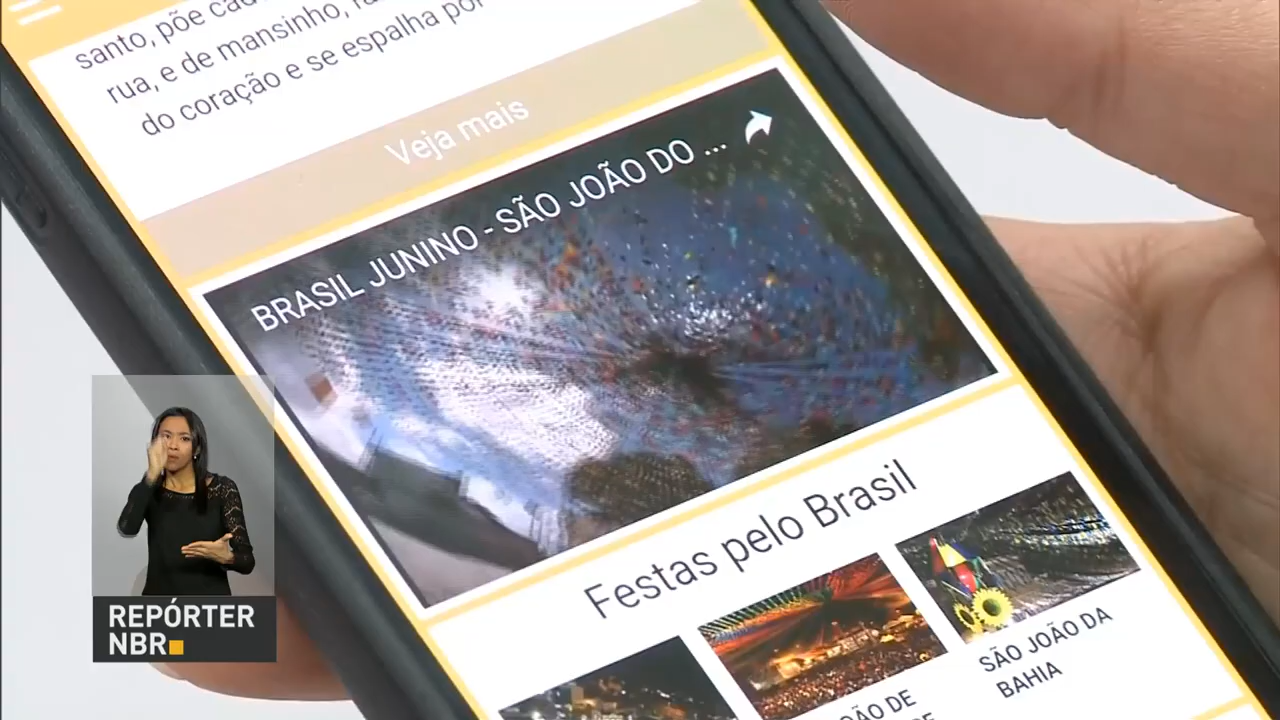 santo, põe
rua, e de mansinho,
do coração e se espalha por
Veja mais
BRASIL JUNINO - SÃO JOÃO DO ...
Festas pelo Brasil
SÃO JOÃO DA
BAHIA
DE
REPÓRTER
NBR